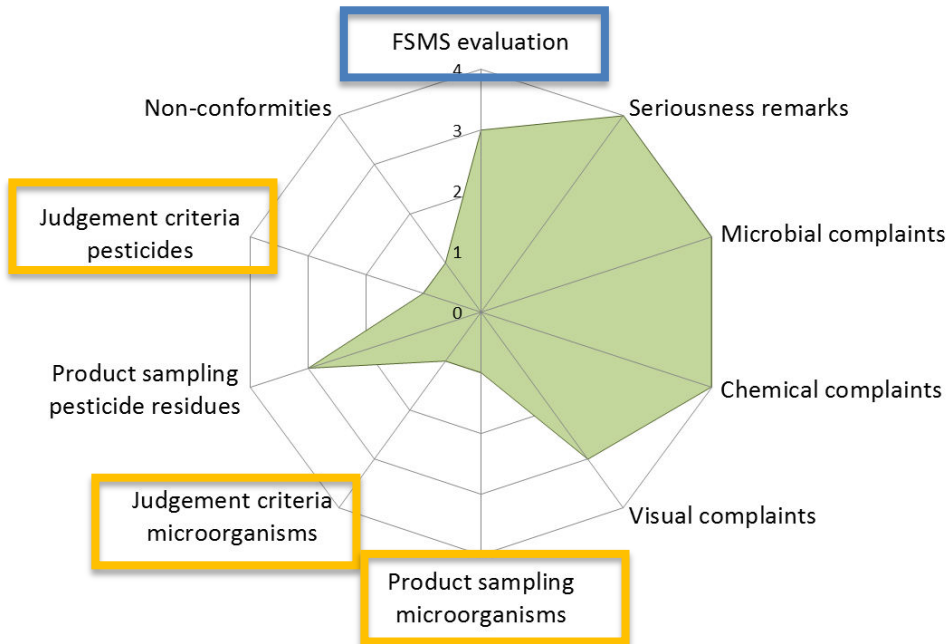 FSMS evaluation
4
Non-conformities
Seriousness remarks
3
2
Judgement criteria
pesticides
Microbial complaints
1
0
Product sampling
pesticide residues
Chemical complaints
Judgement criteria
microorganisms
Visual complaints
Product sampling
microorganisms